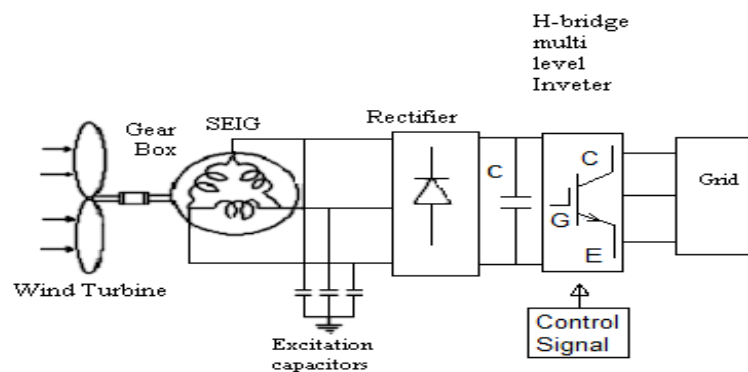 H-bridge
multi
level
Inveter
Gear
Box
SEIG
Rectifier
C
C
G
E
Grid
Wind Turbine
Excitation
capacitors
Control
Signal